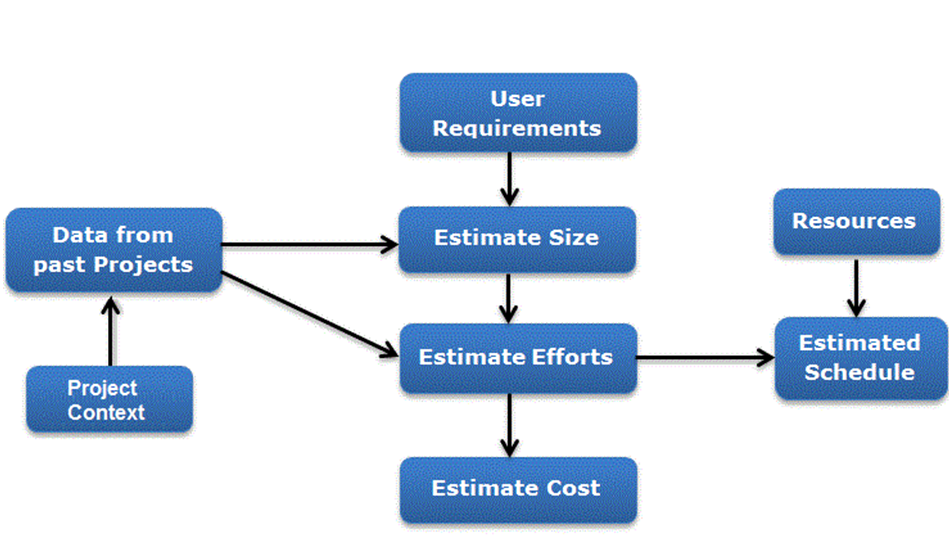 User
Requirements
Data from
past Projects
Estimate Size
Resources
Project
Context
Estimate Efforts
Estimated
Schedule
Estimate Cost